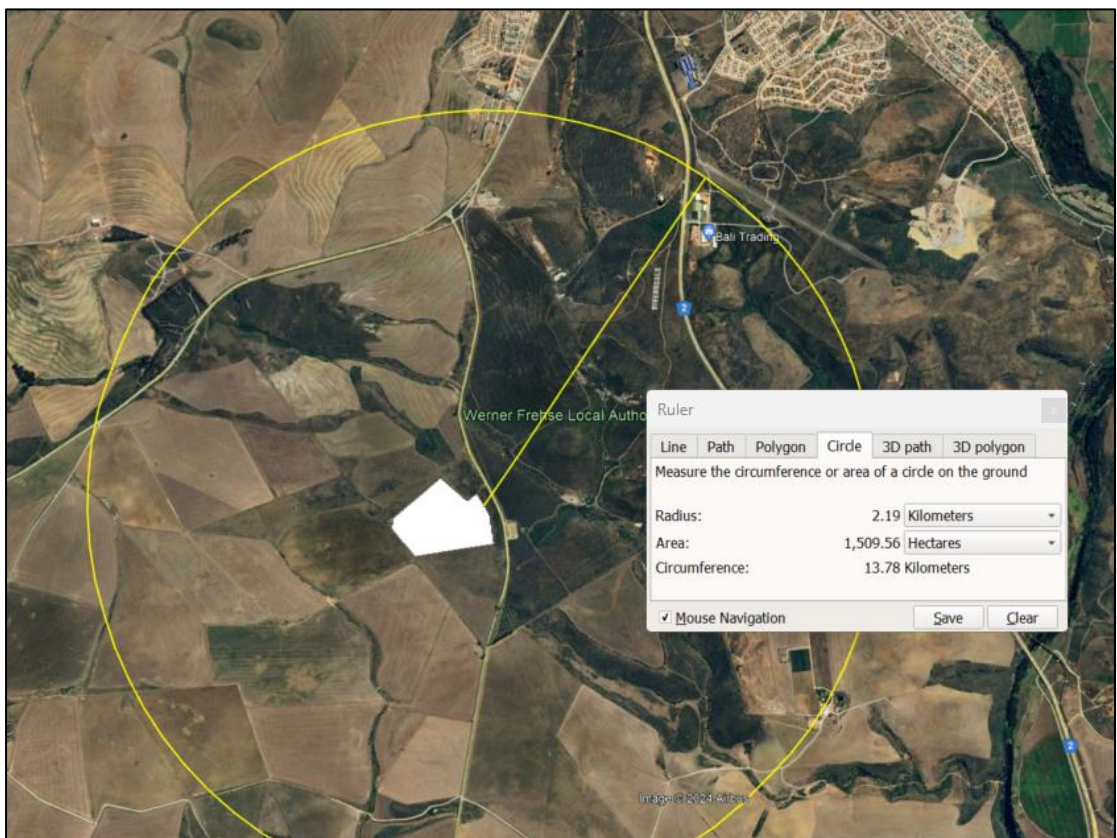 Bali Trading
2
RIVERSDALE
Werner Frehse Local Autho
Ruler
x
Line Path Polygon Circle 3D path 3D polygon
Measure the circumference or area of a circle on the ground
Radius: 2.19 Kilometers
Area: 1,509.56 Hectares
Circumference: 13.78 Kilometers
Mouse Navigation Save Clear
2
Image © 2024 Airbus